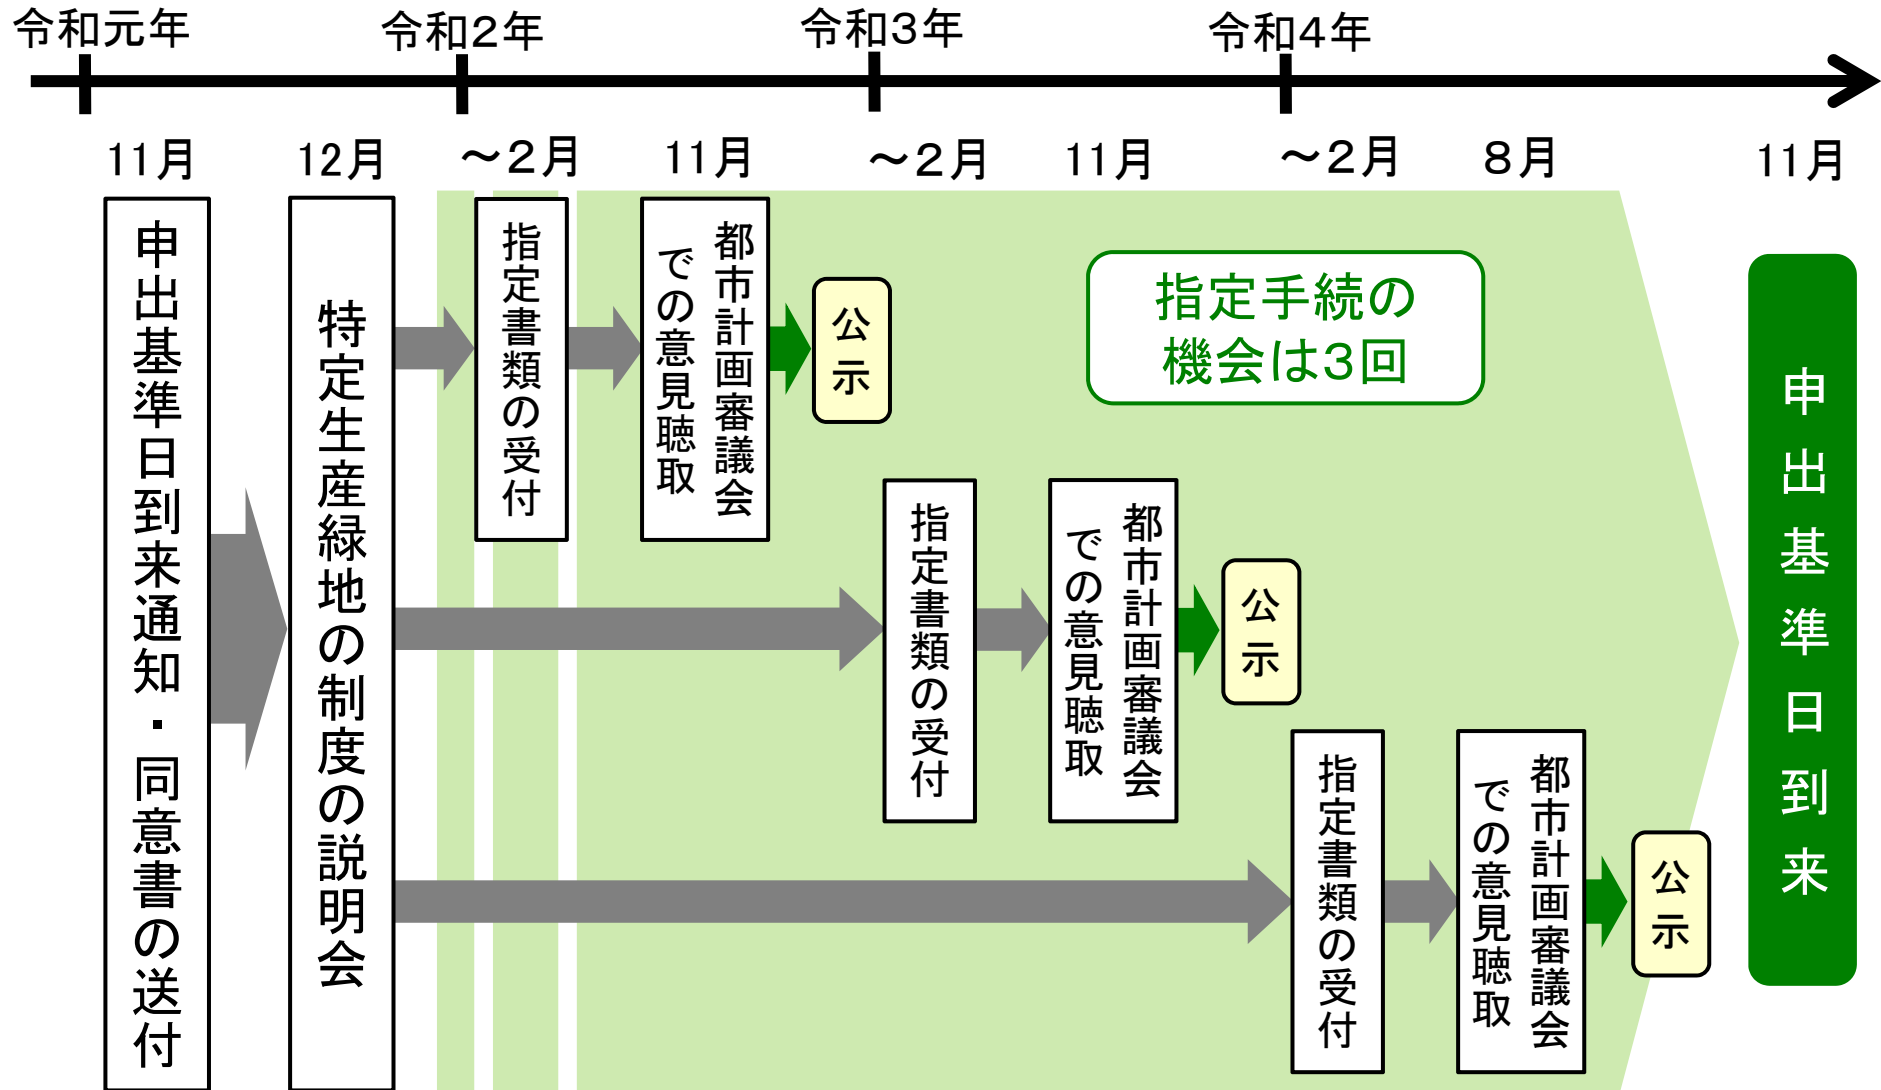 令和元年
令和2年
令和3年
令和4年
11月
12月
～2月
11月
～2月
11月
～2月
8月
11月
申出基準日到来通知・同意書の送付
特定生産緑地の制度の説明会
指定書類の受付
都市計画審議会
での意見聴取
公示
指定手続の
機会は3回
指定書類の受付
都市計画審議会
での意見聴取
公示
指定書類の受付
都市計画審議会
での意見聴取
公示
申出基準日到来